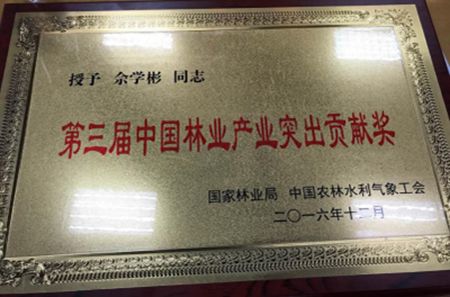 授予 余学彬 同志
第三届中国林业产业突出贡献奖
国家林业局 中国农林水利气象工会
二〇一六年十二月